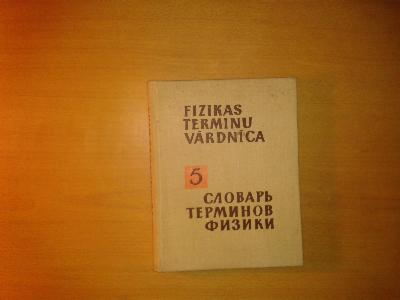 FIZIKAS
TERMINU
VĀRDNĪCA
5
СЛОВАРЬ
ТЕРМИНОВ
ФИЗИКИ